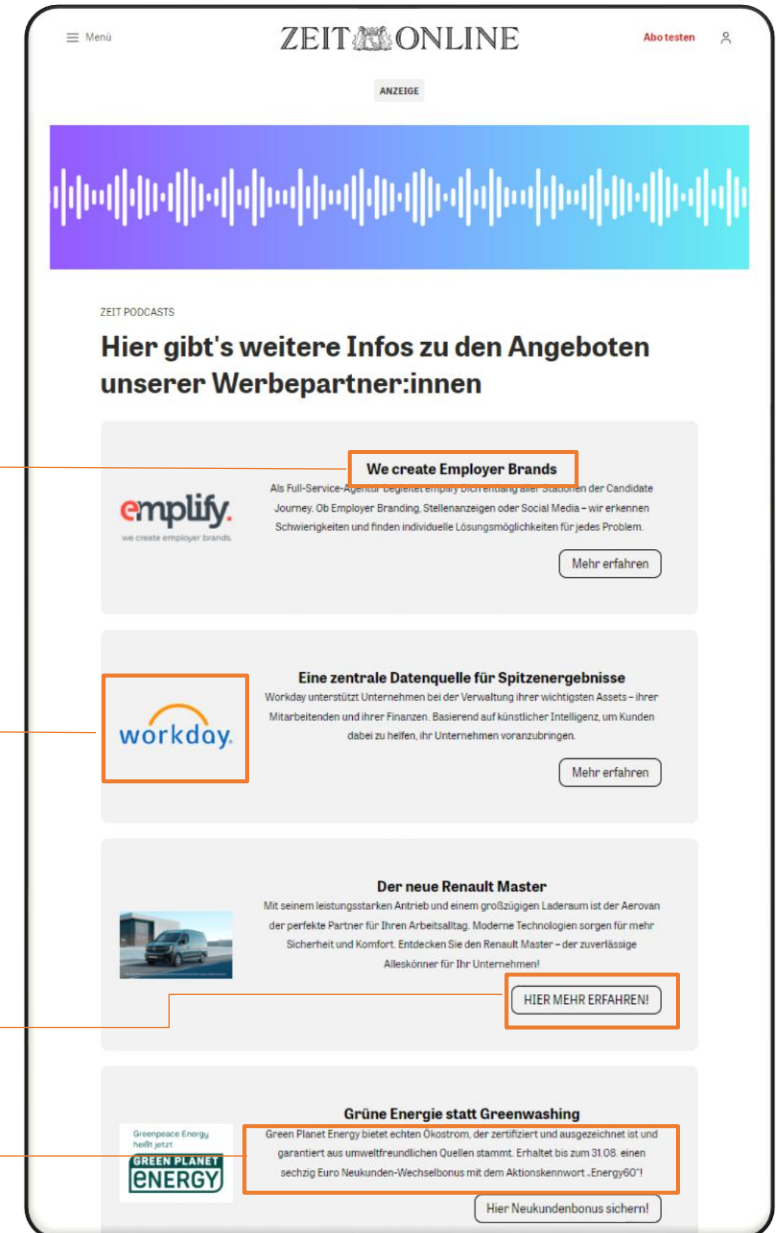 Menü
ZEIT ONLINE
Abo testen
ANZEIGE
ZEIT PODCASTS
Hier gibt's weitere Infos zu den Angeboten
unserer Werbepartner:innen
emplify.
we create employer brands.
We create Employer Brands
Als Full-Service-Agentur begleitet emplify Dich entlang aller Stationen der Candidate
Journey. Ob Employer Branding, Stellenanzeigen oder Social Media – wir erkennen
Schwierigkeiten und finden individuelle Lösungsmöglichkeiten für jedes Problem.
Mehr erfahren
workday.
Eine zentrale Datenquelle für Spitzenergebnisse
Workday unterstützt Unternehmen bei der Verwaltung ihrer wichtigsten Assets – ihrer
Mitarbeitenden und ihrer Finanzen. Basierend auf künstlicher Intelligenz, um Kunden
dabei zu helfen, ihr Unternehmen voranzubringen.
Mehr erfahren
Der neue Renault Master
Mit seinem leistungsstarken Antrieb und einem großzügigen Laderaum ist der Aerovan
der perfekte Partner für Ihren Arbeitsalltag. Moderne Technologien sorgen für mehr
Sicherheit und Komfort. Entdecken Sie den Renault Master – der zuverlässige
Alleskönner für Ihr Unternehmen!
HIER MEHR ERFAHREN!
Greenpeace Energy
heißt jetzt
GREEN PLANET
ENERGY
Grüne Energie statt Greenwashing
Green Planet Energy bietet echten Ökostrom, der zertifiziert und ausgezeichnet ist und
garantiert aus umweltfreundlichen Quellen stammt. Erhaltet bis zum 31.08. einen
sechzig Euro Neukunden-Wechselbonus mit dem Aktionskennwort „Energy60"!
Hier Neukundenbonus sichern!